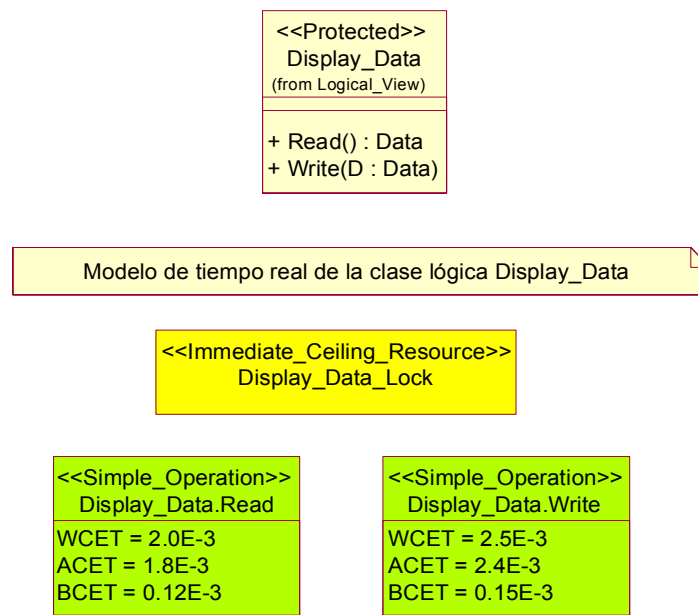 <<Protected>>
Display_Data
(from Logical_View)
+ Read() : Data
+ Write(D : Data)
Modelo de tiempo real de la clase lógica Display_Data
<<Immediate_Ceiling_Resource>>
Display_Data_Lock
<<Simple_Operation>>
Display_Data.Read
WCET = 2.0E-3
ACET = 1.8E-3
BCET = 0.12E-3
<<Simple_Operation>>
Display_Data.Write
WCET = 2.5E-3
ACET = 2.4E-3
BCET = 0.15E-3